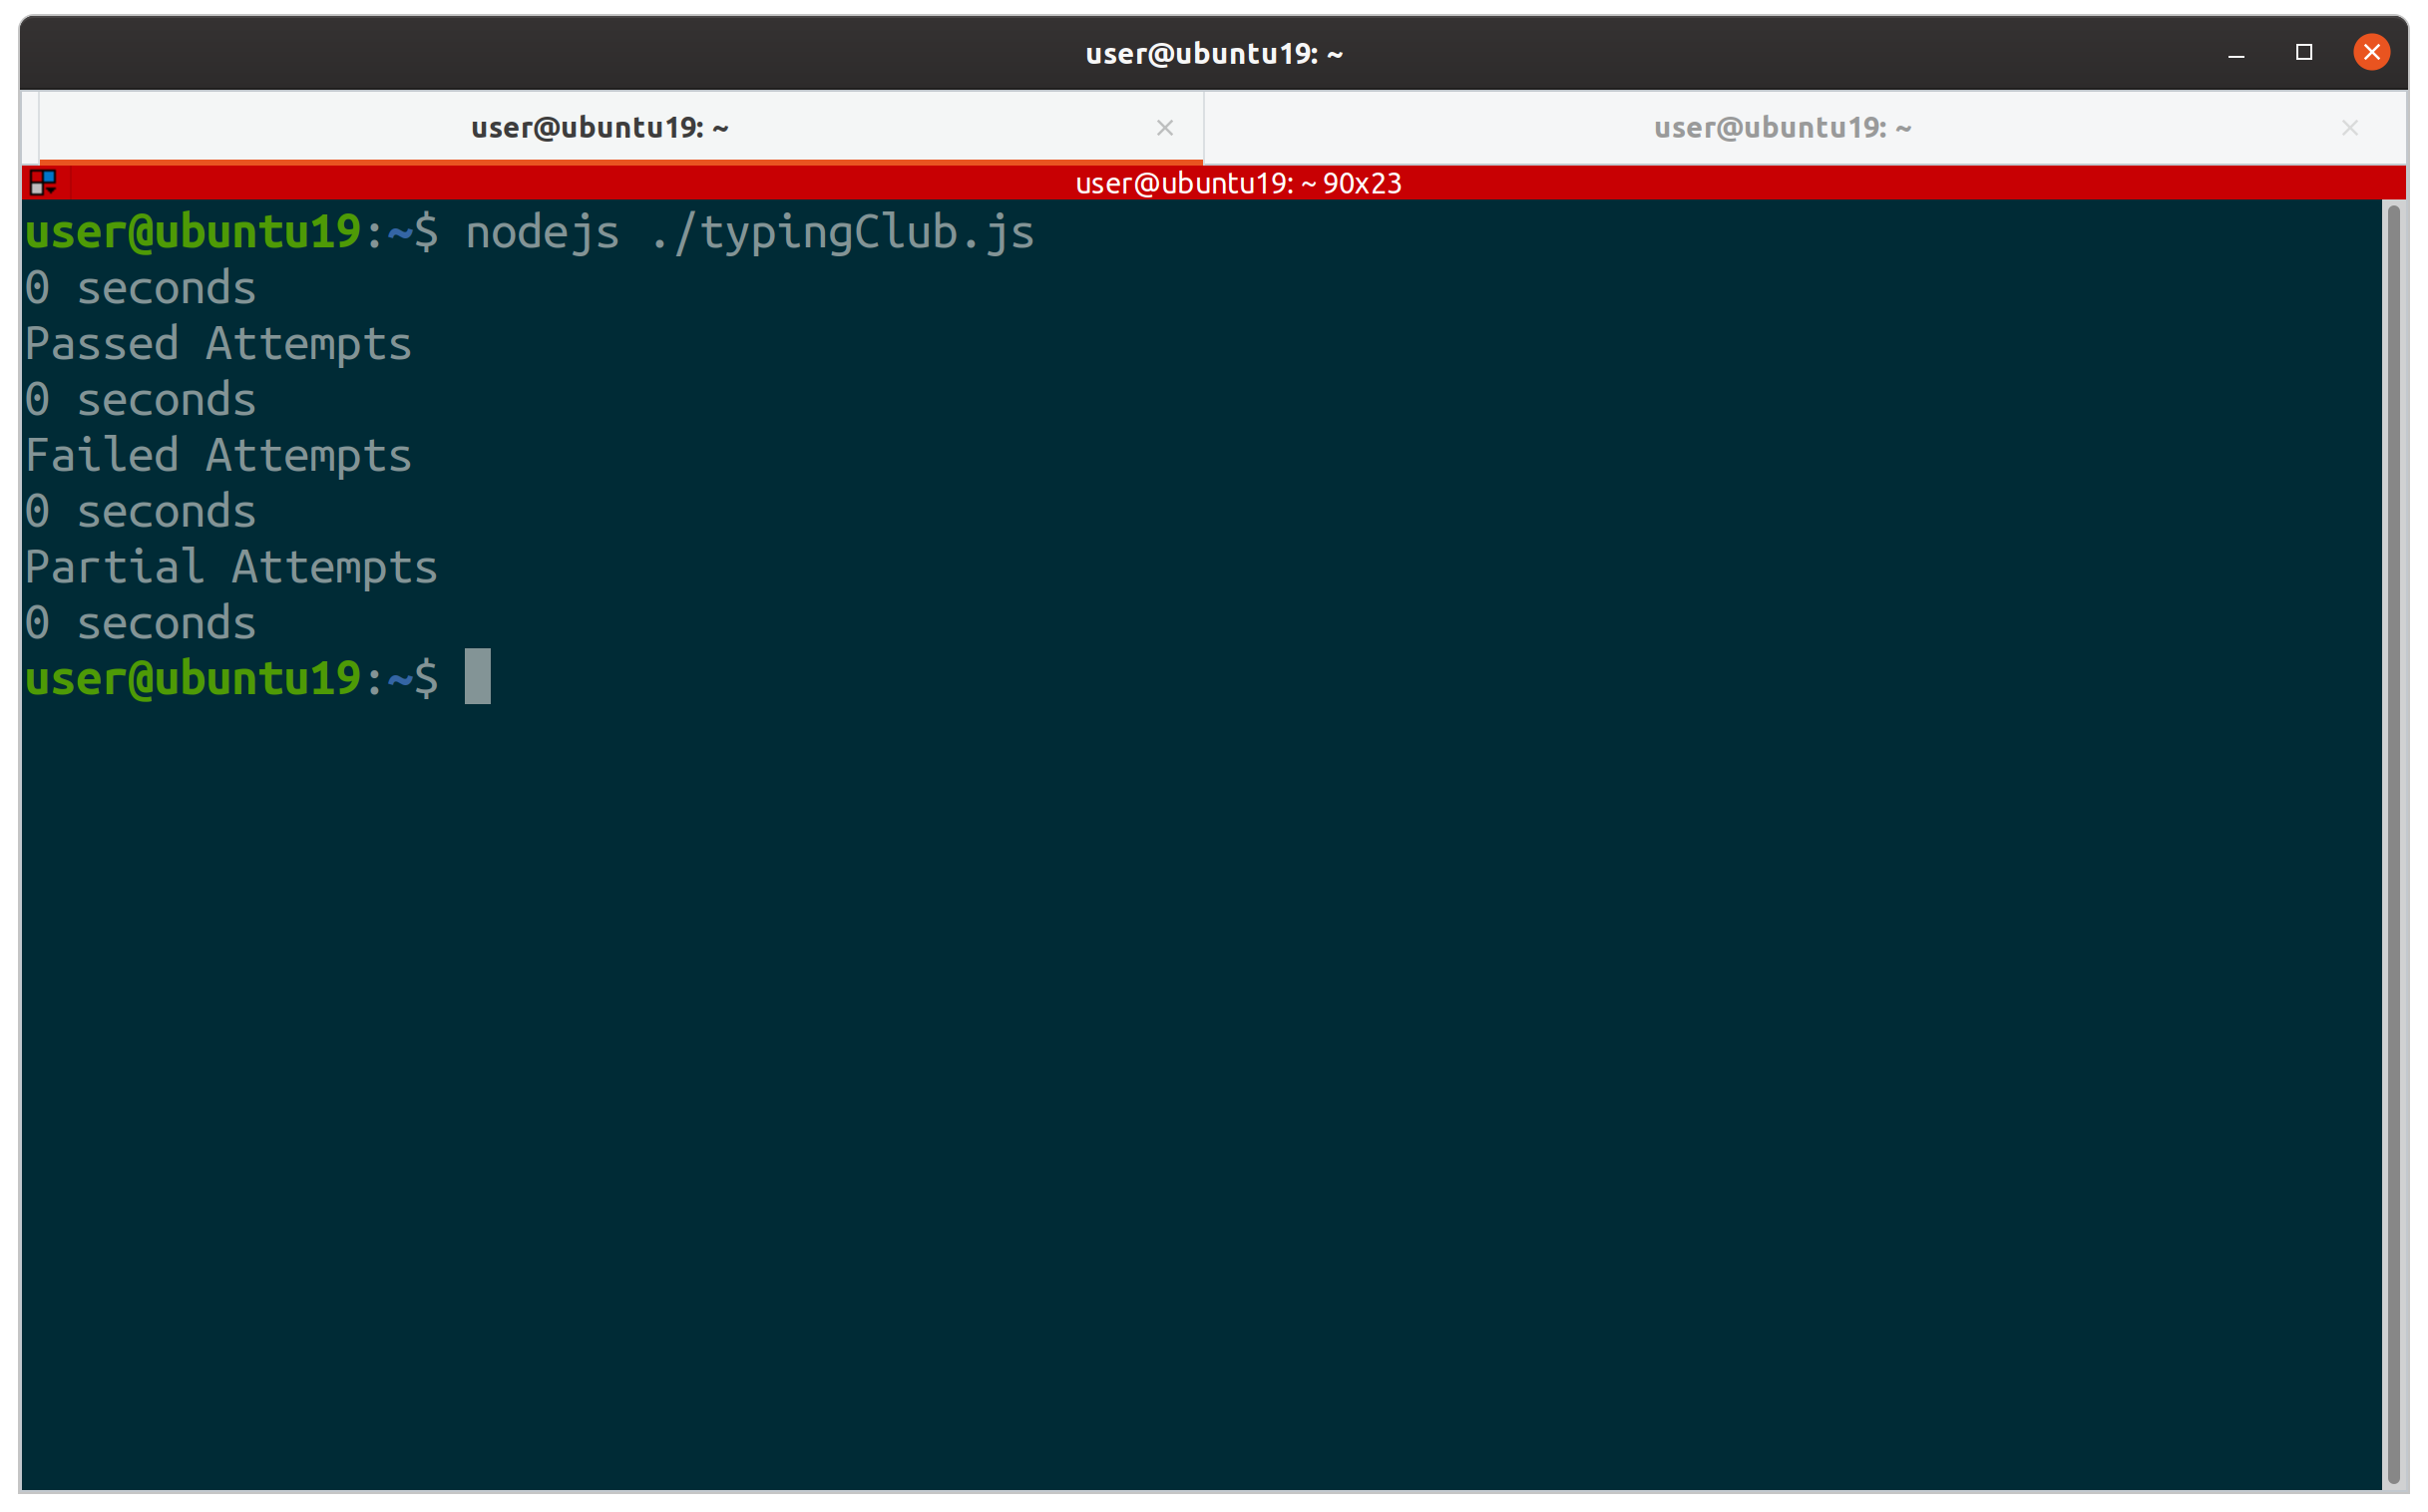 user@ubuntu19: ~
user@ubuntu19: ~
user@ubuntu19: ~
user@ubuntu19: ~ 90x23
user@ubuntu19:~$ nodejs ./typingClub.js
0 seconds
Passed Attempts
0 seconds
Failed Attempts
0 seconds
Partial Attempts
0 seconds
user@ubuntu19:~$